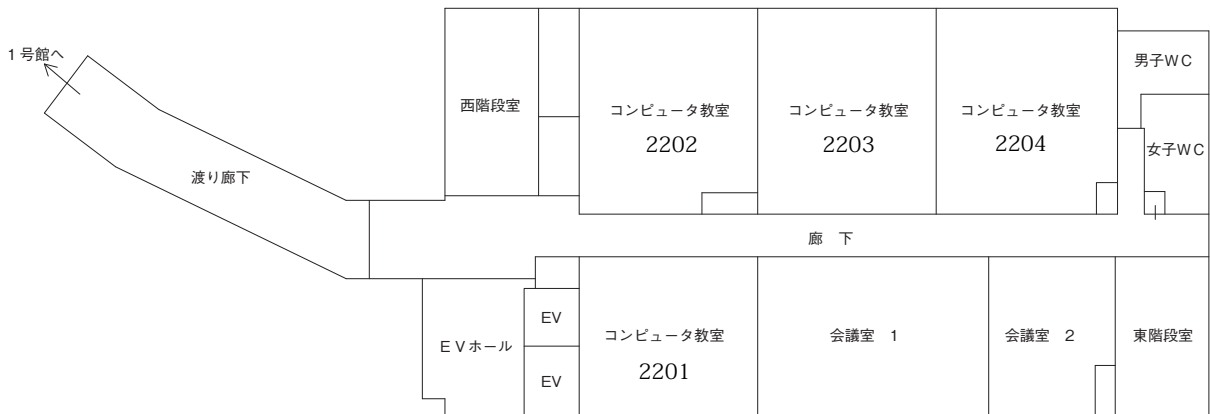 1号館へ
渡り廊下
西階段室
コンピュータ教室
2202
コンピュータ教室
2203
コンピュータ教室
2204
男子WC
女子WC
廊　下
EVホール
EV
EV
コンピュータ教室
2201
会議室　1
会議室　2
東階段室